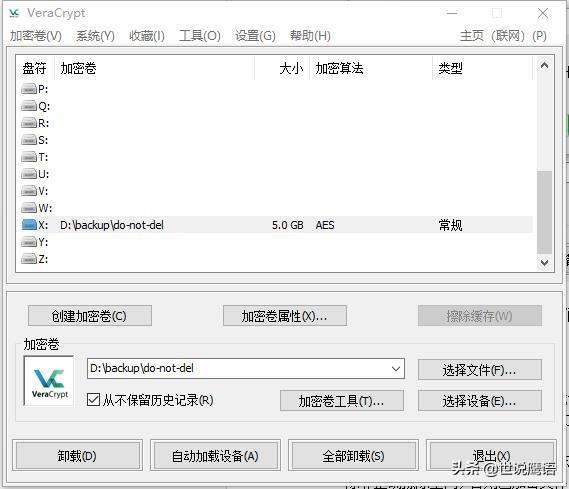 VeraCrypt
加密卷(V) 系统(Y) 收藏(I) 工具(O) 设置(G) 帮助(H) 主页 (联网) (P)
盘符 加密卷 大小 加密算法 类型
P:
Q:
R:
S:
T:
U:
V:
W:
X: D:\backup\do-not-del 5.0 GB AES 常规
Y:
Z:
创建加密卷(C) 加密卷属性(X)... 擦除缓存(W)
加密卷
D:\backup\do-not-del 选择文件(F)...
VeraCrypt
从不保留历史记录(R) 加密卷工具(T)... 选择设备(E)...
卸载(D) 自动加载设备(A) 全部卸载(S) 退出(X)
头条 @世说鹰语